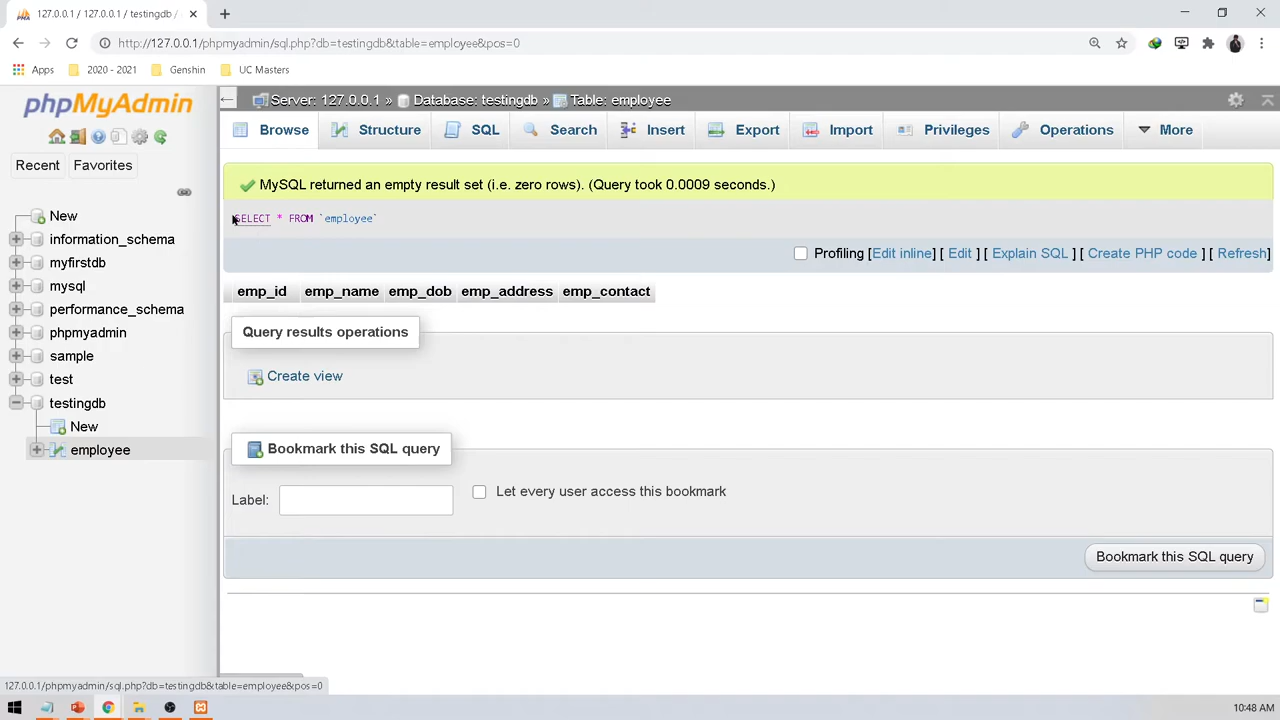 127.0.0.1 / 127.0.0.1 / testingdb /
http://127.0.0.1/phpmyadmin/sql.php?db=testingdb&table=employee&pos=0
Apps 2020 - 2021 Genshin UC Masters
phpMyAdmin
Recent Favorites
New
information_schema
myfirstdb
mysql
performance_schema
phpmyadmin
sample
test
testingdb
New
employee
Server: 127.0.0.1 » Database: testingdb » Table: employee
Browse Structure SQL Search Insert Export Import Privileges Operations More
MySQL returned an empty result set (i.e. zero rows). (Query took 0.0009 seconds.)
SELECT * FROM `employee`
Profiling [Edit inline] [ Edit ] [ Explain SQL ] [ Create PHP code ] [ Refresh]
emp_id emp_name emp_dob emp_address emp_contact
Query results operations
Create view
Bookmark this SQL query
Label: Let every user access this bookmark
Bookmark this SQL query
127.0.0.1/phpmyadmin/sql.php?db=testingdb&table=employee&pos=0
10:48 AM